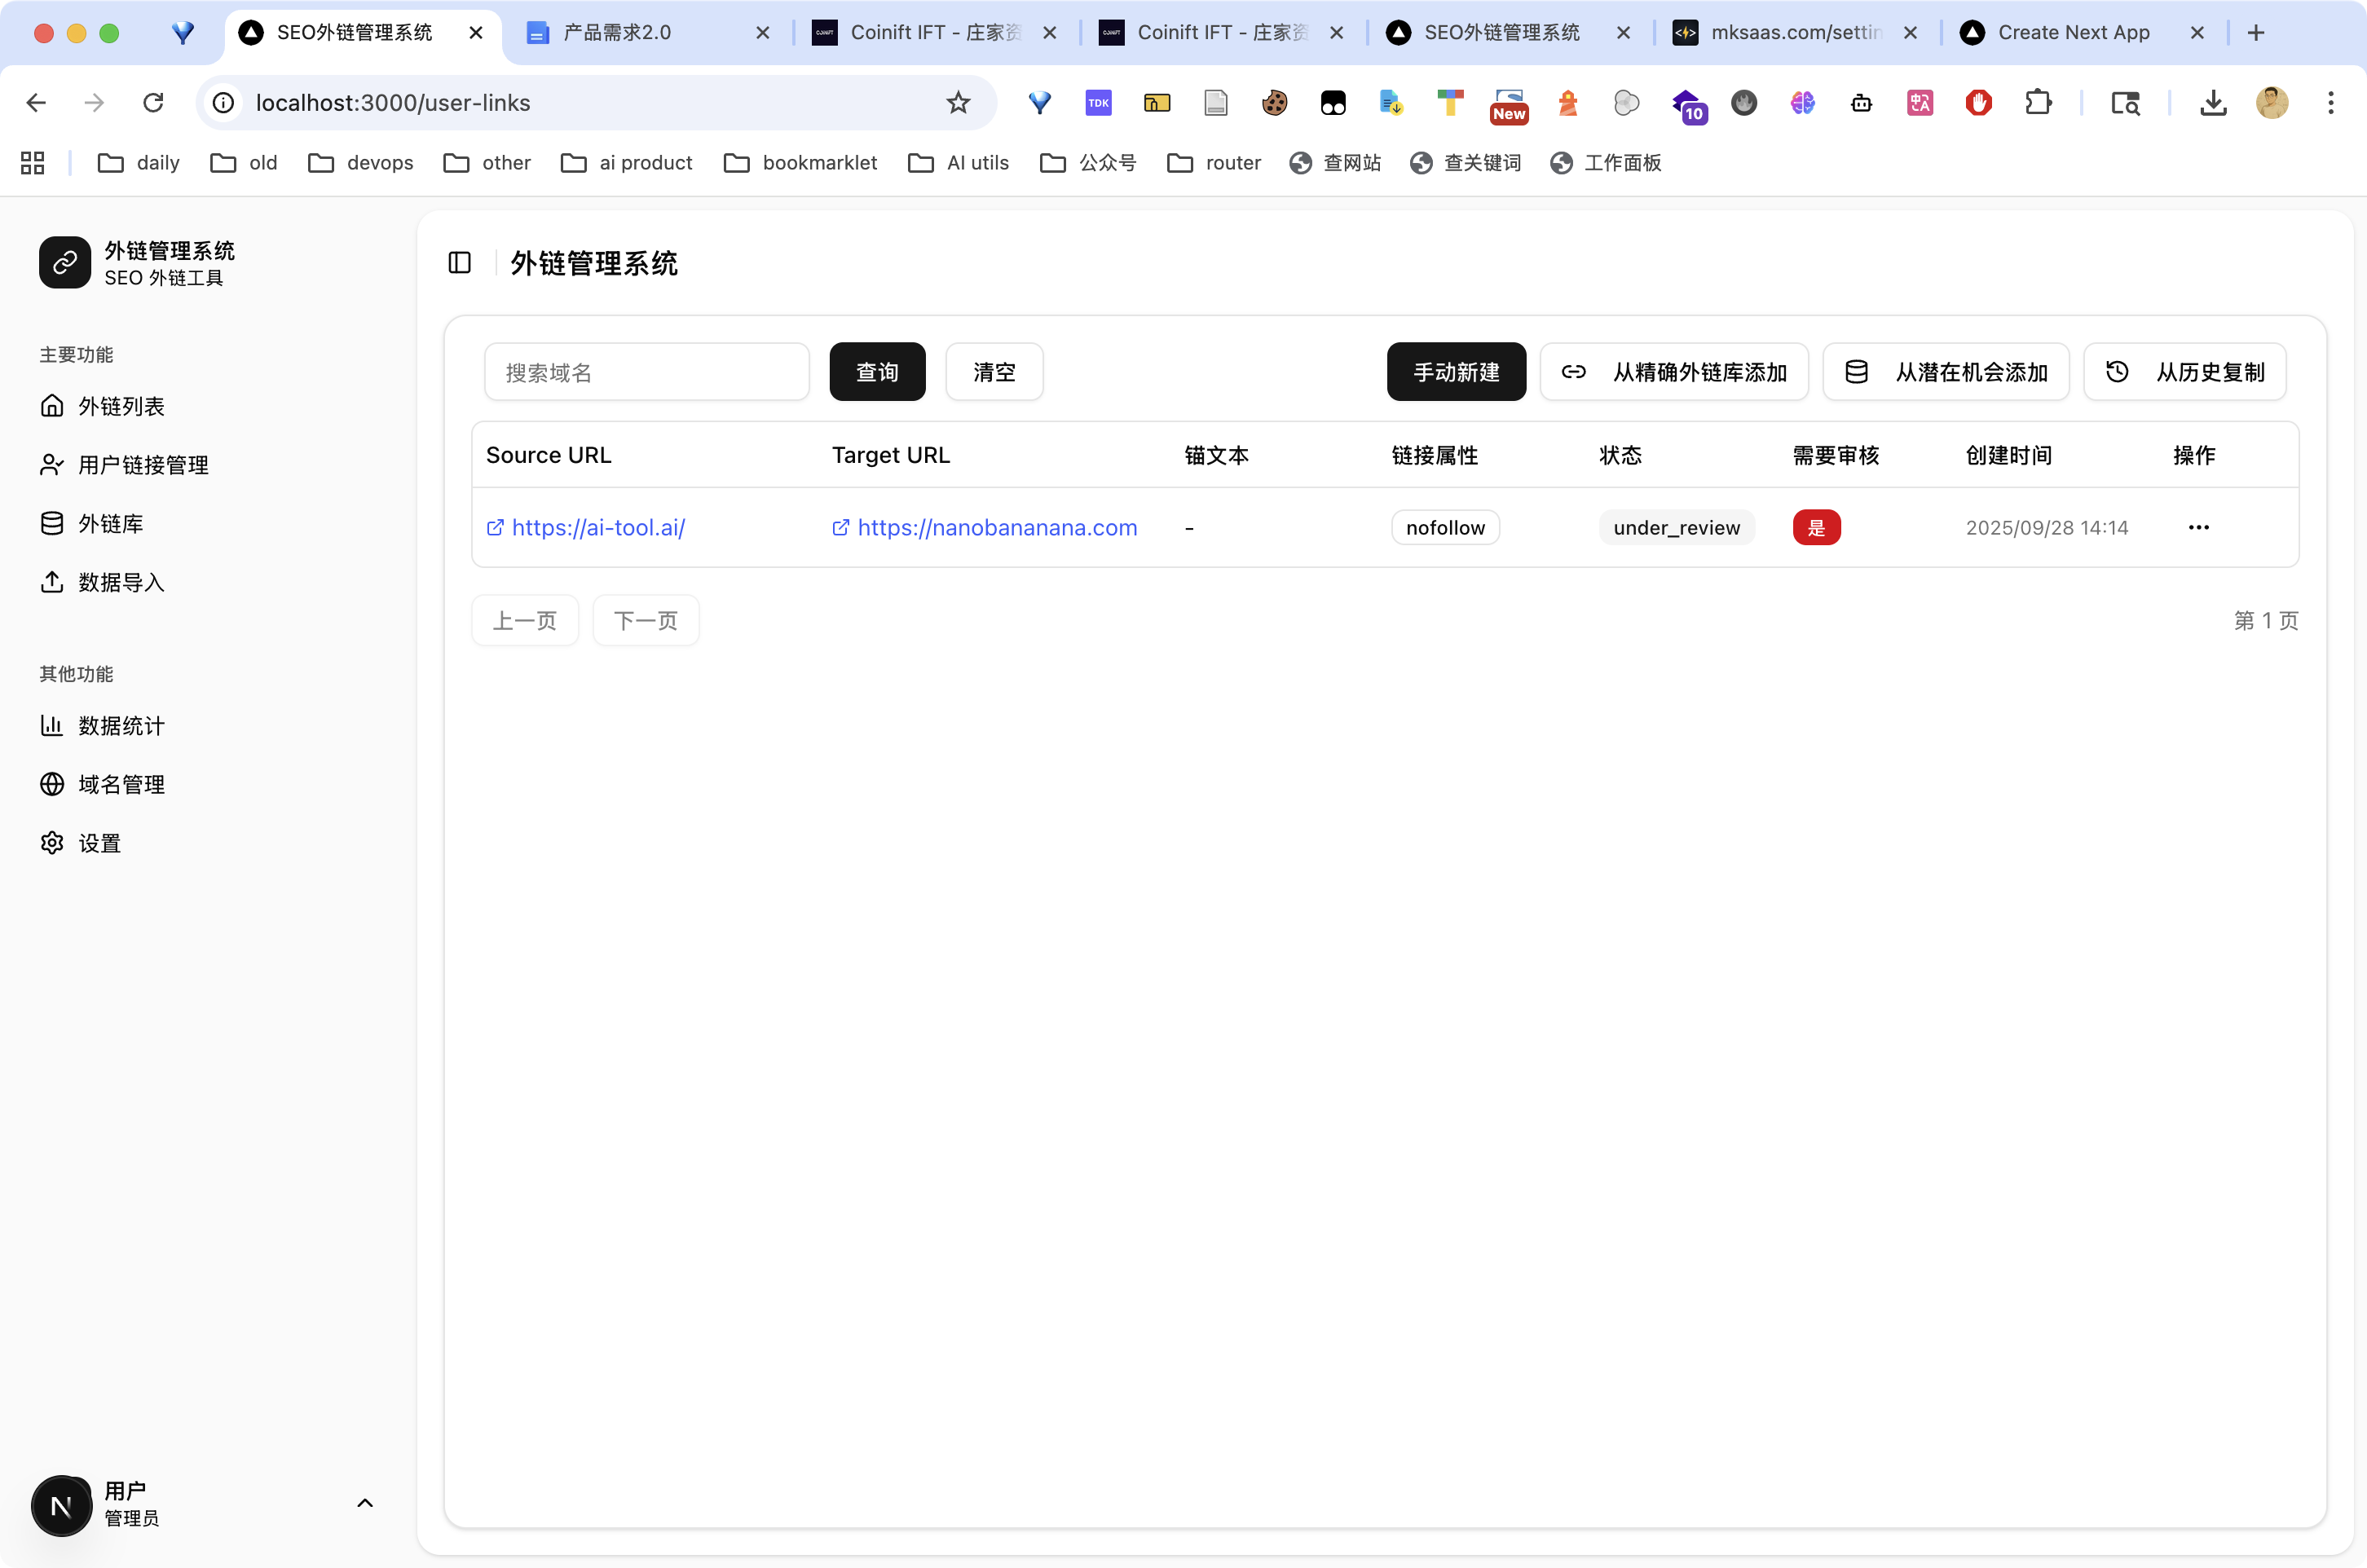 SEO外链管理系统
产品需求2.0
Coinift IFT - 庄家资
Coinift IFT - 庄家资
SEO外链管理系统
mksaas.com/settin
Create Next App
localhost:3000/user-links
TDK
New
10
daily
old
devops
other
ai product
bookmarklet
AI utils
公众号
router
查网站
查关键词
工作面板
外链管理系统
SEO 外链工具
主要功能
外链列表
用户链接管理
外链库
数据导入
其他功能
数据统计
域名管理
设置
N
用户
管理员
外链管理系统
搜索域名
查询
清空
手动新建
从精确外链库添加
从潜在机会添加
从历史复制
Source URL
Target URL
锚文本
链接属性
状态
需要审核
创建时间
操作
https://ai-tool.ai/
https://nanobananana.com
-
nofollow
under_review
是
2025/09/28 14:14
上一页
下一页
第 1 页